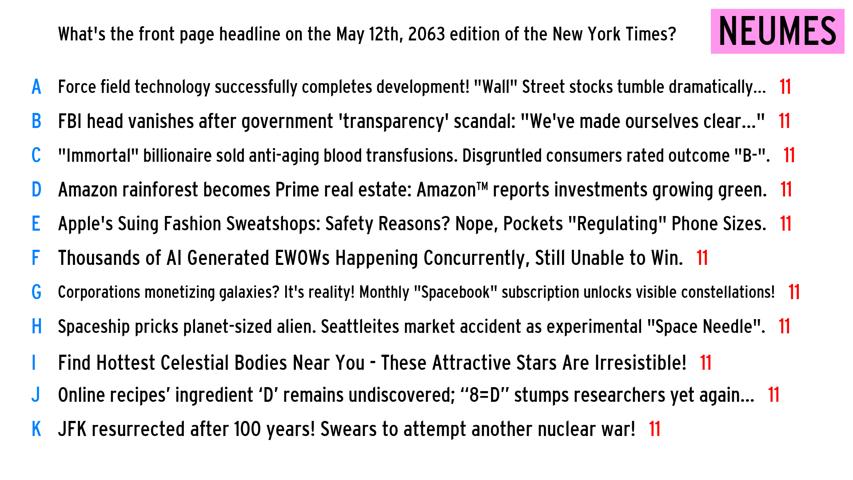 What's the front page headline on the May 12th, 2063 edition of the New York Times?
NEUMES
A Force field technology successfully completes development! "Wall" Street stocks tumble dramatically... 11
B FBI head vanishes after government 'transparency' scandal: "We've made ourselves clear..." 11
C "Immortal" billionaire sold anti-aging blood transfusions. Disgruntled consumers rated outcome "B-". 11
D Amazon rainforest becomes Prime real estate: Amazon™ reports investments growing green. 11
E Apple's Suing Fashion Sweatshops: Safety Reasons? Nope, Pockets "Regulating" Phone Sizes. 11
F Thousands of AI Generated EWOWs Happening Concurrently, Still Unable to Win. 11
G Corporations monetizing galaxies? It's reality! Monthly "Spacebook" subscription unlocks visible constellations! 11
H Spaceship pricks planet-sized alien. Seattleites market accident as experimental "Space Needle". 11
I Find Hottest Celestial Bodies Near You - These Attractive Stars Are Irresistible! 11
J Online recipes’ ingredient ‘D’ remains undiscovered; “8=D” stumps researchers yet again... 11
K JFK resurrected after 100 years! Swears to attempt another nuclear war! 11